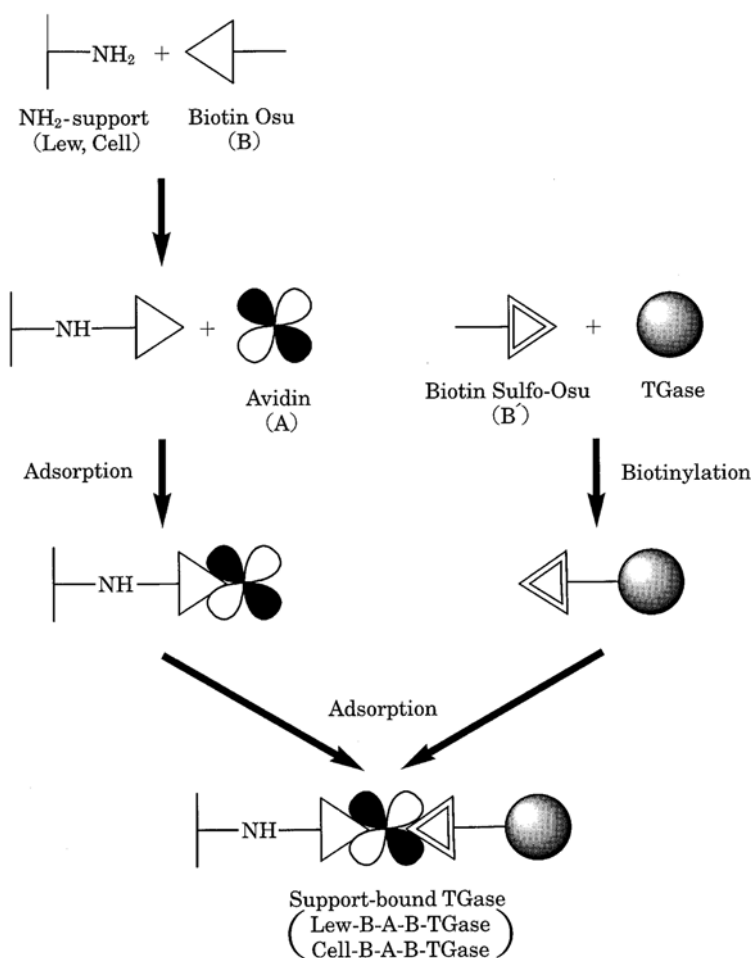 NH₂ + 
NH₂-support Biotin Osu
(Lew, Cell) (B)
NH + + 
Avidin Biotin Sulfo-Osu TGase
(A) (B´)
Adsorption Biotinylation
NH
Adsorption
NH
Support-bound TGase
(Lew-B-A-B-TGase
Cell-B-A-B-TGase)